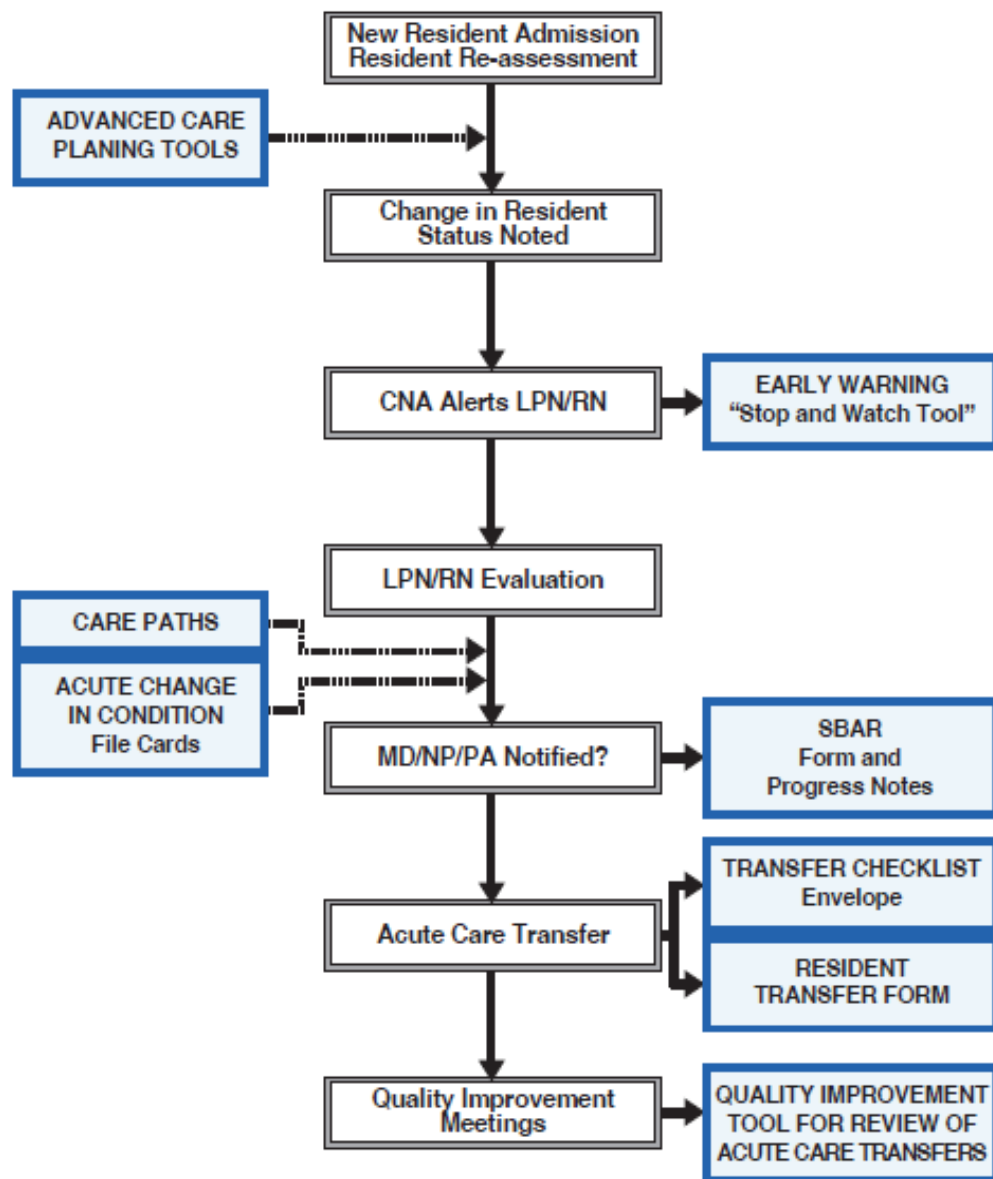 New Resident Admission
Resident Re-assessment
ADVANCED CARE
PLANING TOOLS
Change in Resident
Status Noted
CNA Alerts LPN/RN
EARLY WARNING
“Stop and Watch Tool”
LPN/RN Evaluation
CARE PATHS
ACUTE CHANGE
IN CONDITION
File Cards
MD/NP/PA Notified?
SBAR
Form and
Progress Notes
Acute Care Transfer
TRANSFER CHECKLIST
Envelope
RESIDENT
TRANSFER FORM
Quality Improvement
Meetings
QUALITY IMPROVEMENT
TOOL FOR REVIEW OF
ACUTE CARE TRANSFERS